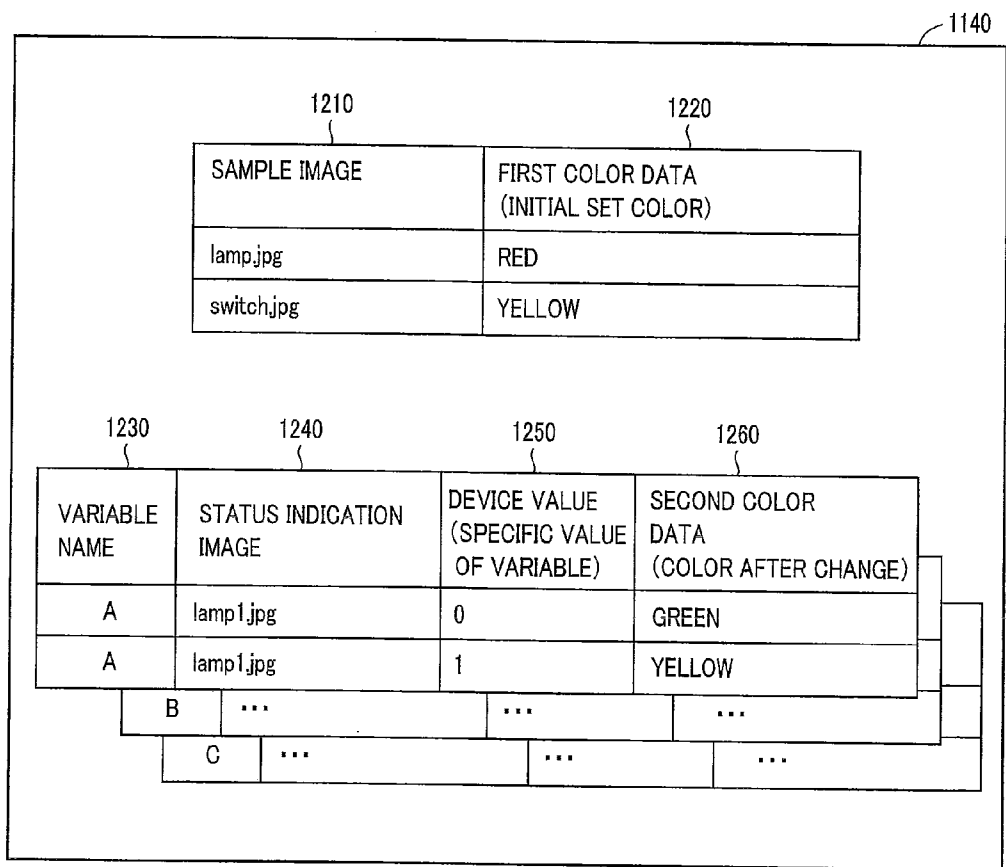 1140
1210 1220
SAMPLE IMAGE FIRST COLOR DATA
(INITIAL SET COLOR)
lamp.jpg RED
switch.jpg YELLOW
1230 1240 1250 1260
VARIABLE
NAME
STATUS INDICATION
IMAGE
DEVICE VALUE
(SPECIFIC VALUE
OF VARIABLE)
SECOND COLOR
DATA
(COLOR AFTER CHANGE)
A lamp1.jpg 0 GREEN
A lamp1.jpg 1 YELLOW
B ... ... ...
C ... ... ...